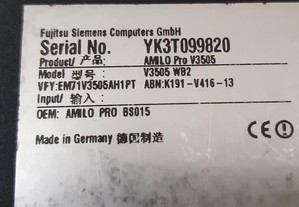 Fujitsu Siemens Computers GmbH
Serial No. YK3T099820
Product/ 产品: AMILO Pro V3505
Model 型号: V3505 WB2
VFY:EM71V3505AH1PT ABN:K191-V416-13
Input/ 输入:
OEM: AMILO PRO BS015
CE
Made in Germany 德国制造